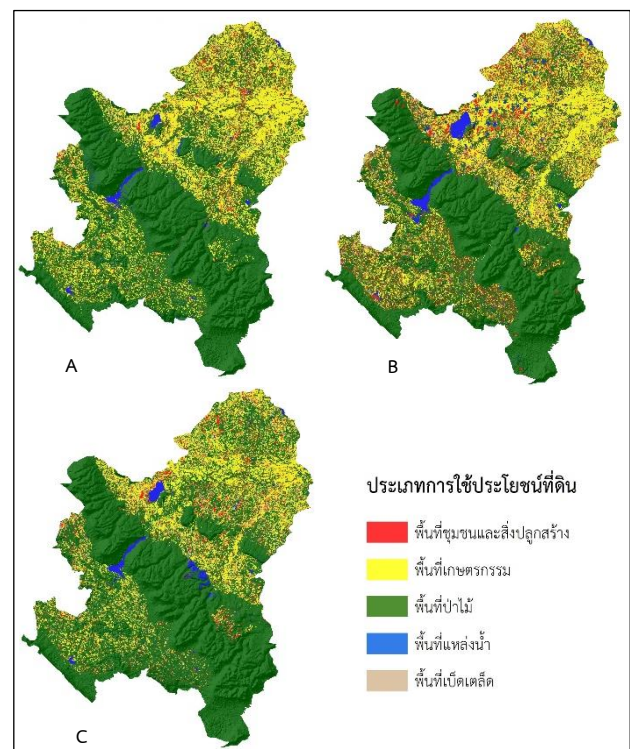 A
B
C
ประเภทการใช้ประโยชน์ที่ดิน
พื้นที่ชุมชนและสิ่งปลูกสร้าง
พื้นที่เกษตรกรรม
พื้นที่ป่าไม้
พื้นที่แหล่งน้ำ
พื้นที่เบ็ดเตล็ด